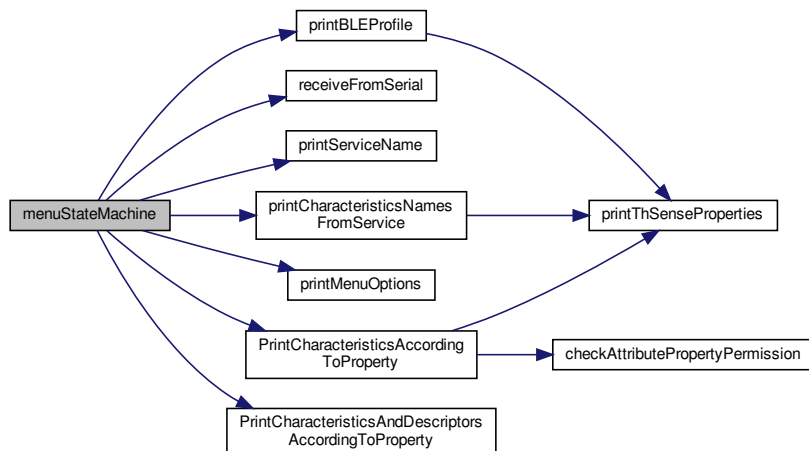 printBLEProfile
receiveFromSerial
printServiceName
menuStateMachine
printCharacteristicsNames
FromService
printThSenseProperties
printMenuOptions
PrintCharacteristicsAccording
ToProperty
checkAttributePropertyPermission
PrintCharacteristicsAndDescriptors
AccordingToProperty